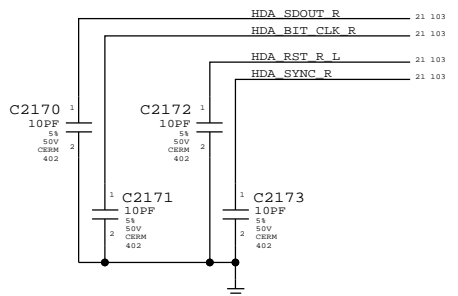 HDA_SDOUT_R 21 103
HDA_BIT_CLK_R 21 103
HDA_RST_R_L 21 103
HDA_SYNC_R 21 103
C2170 1
10PF
5%
50V
CERM 2
402
C2172 1
10PF
5%
50V
CERM 2
402
1 C2171
10PF
5%
50V
2 CERM
402
1 C2173
10PF
5%
50V
2 CERM
402